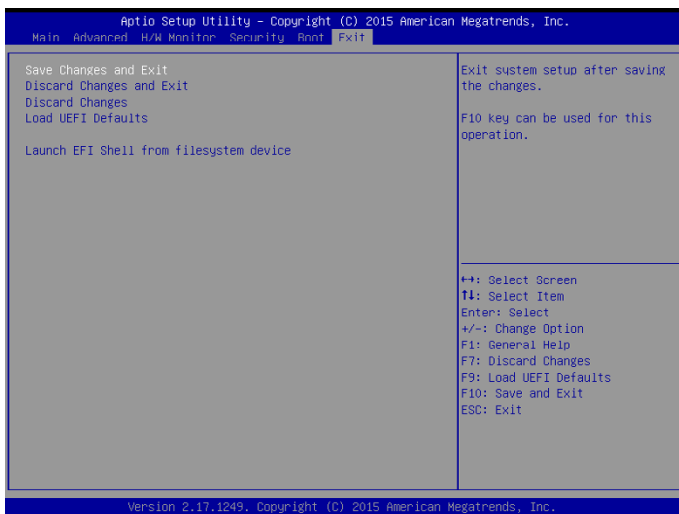 Aptio Setup Utility – Copyright (C) 2015 American Megatrends, Inc.
Main Advanced H/W Monitor Security Boot Exit
Save Changes and Exit
Discard Changes and Exit
Discard Changes
Load UEFI Defaults
Launch EFI Shell from filesystem device
Exit system setup after saving
the changes.
F10 key can be used for this
operation.
↔: Select Screen
↑↓: Select Item
Enter: Select
+/-: Change Option
F1: General Help
F7: Discard Changes
F9: Load UEFI Defaults
F10: Save and Exit
ESC: Exit
Version 2.17.1249. Copyright (C) 2015 American Megatrends, Inc.